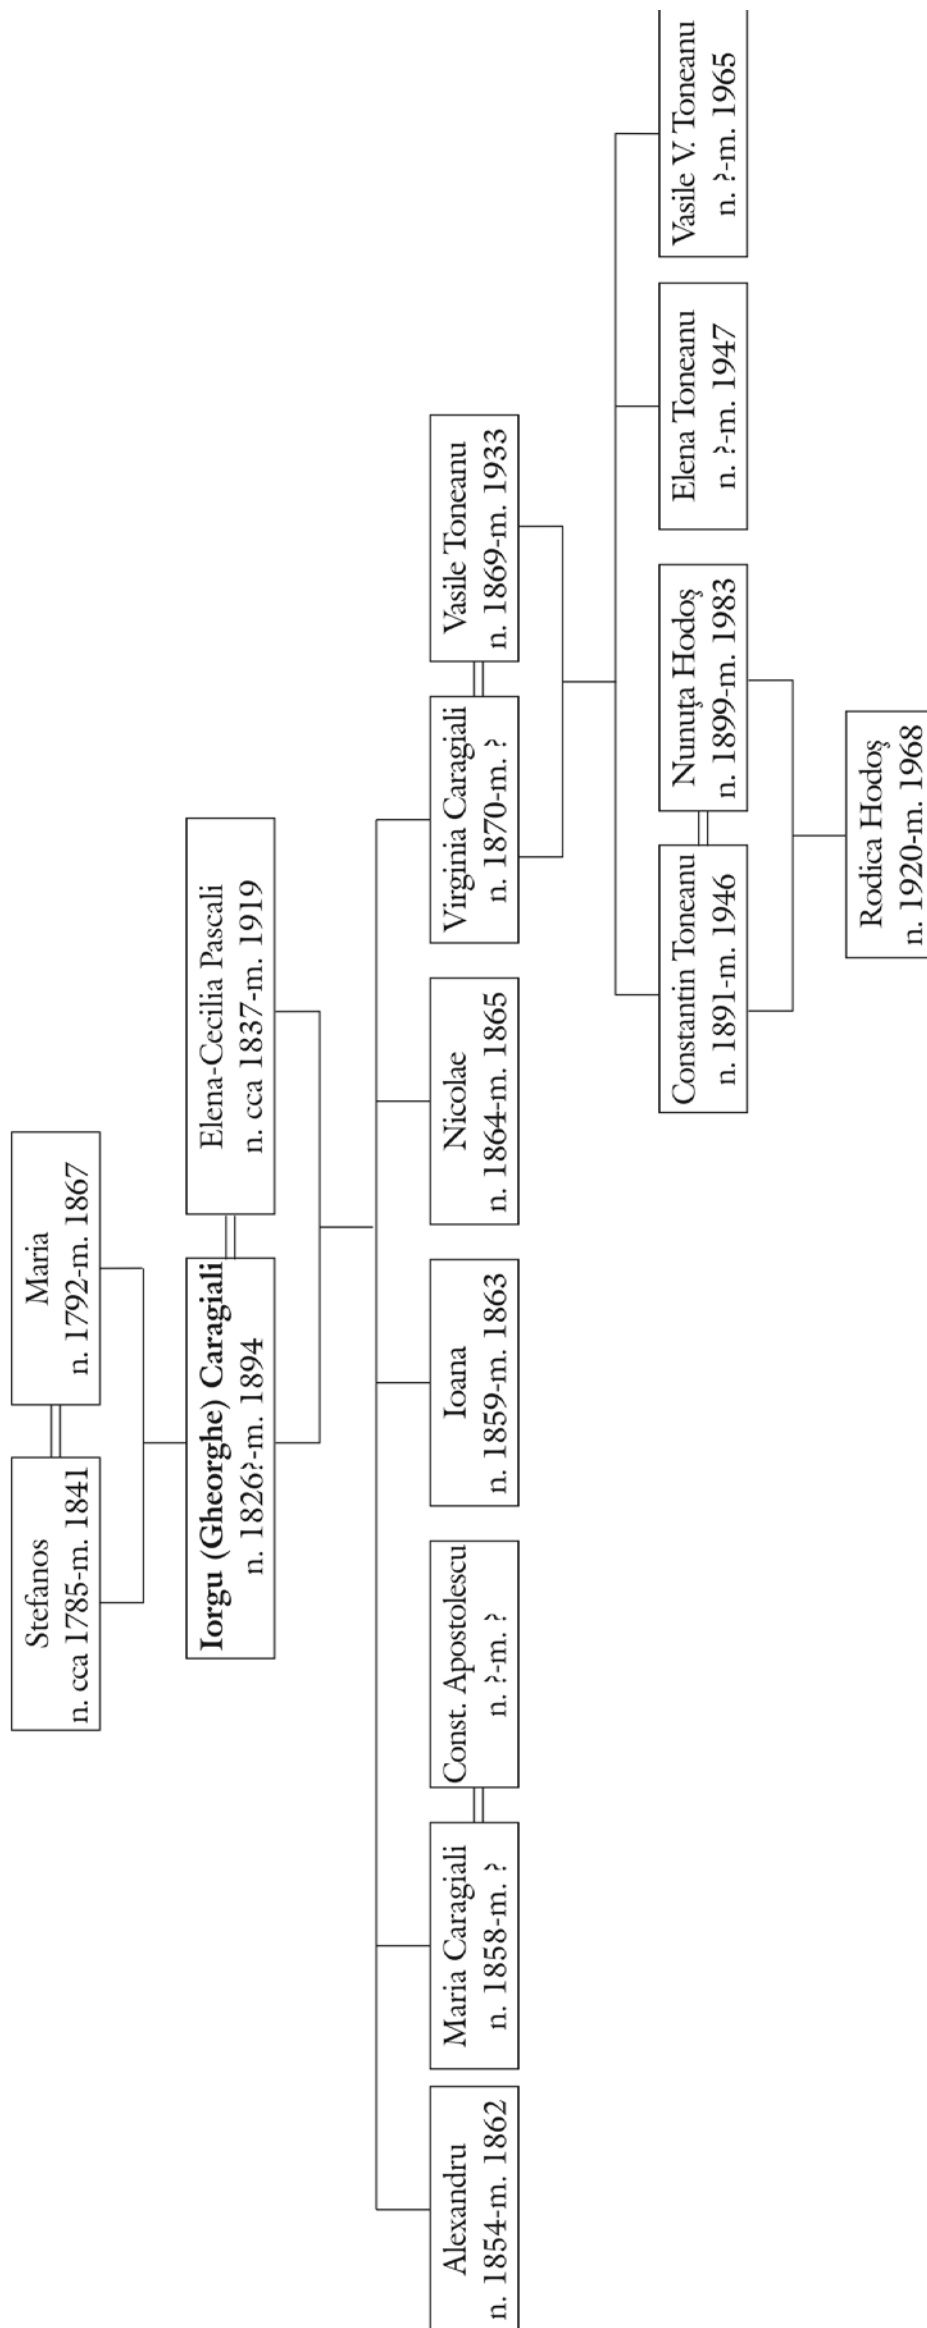 Stefanos
n. cca 1785-m. 1841
Maria
n. 1792-m. 1867
Iorgu (Gheorghe) Caragiali
n. 1826?-m. 1894
Elena-Cecilia Pascali
n. cca 1837-m. 1919
Alexandru
n. 1854-m. 1862
Maria Caragiali
n. 1858-m. ?
Const. Apostolescu
n. ?-m. ?
Ioana
n. 1859-m. 1863
Nicolae
n. 1864-m. 1865
Virginia Caragiali
n. 1870-m. ?
Vasile Toneanu
n. 1869-m. 1933
Constantin Toneanu
n. 1891-m. 1946
Nunuţa Hodoş
n. 1899-m. 1983
Elena Toneanu
n. ?-m. 1947
Vasile V. Toneanu
n. ?-m. 1965
Rodica Hodoş
n. 1920-m. 1968